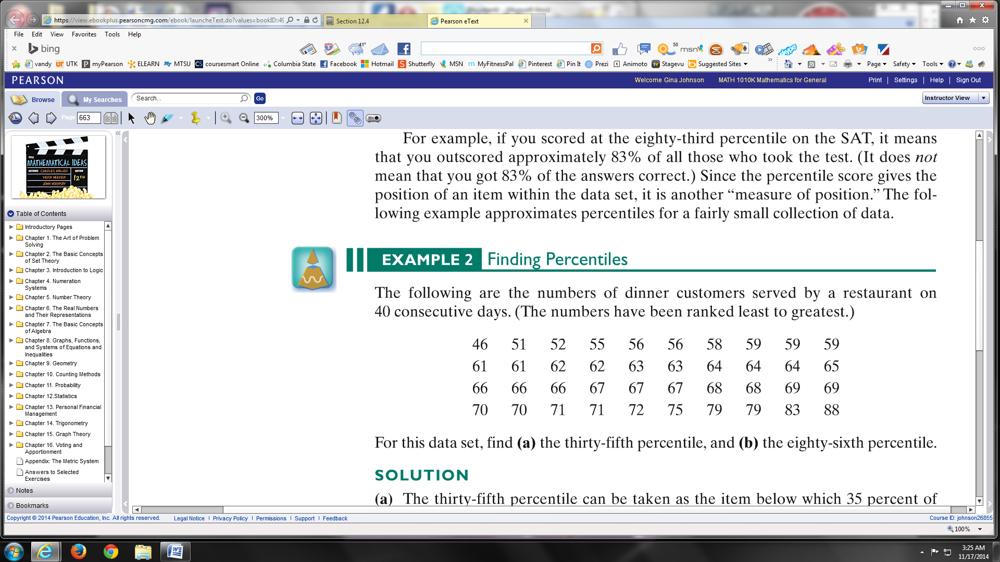 https://view.ebookplus.pearsoncmg.com/ebook/launcheText.do?values=bookID::49
Section 12.4
Pearson eText
File Edit View Favorites Tools Help
bing
41°
50
msn
skype
vandy UTK myPearson ELEARN MTSU coursesmart Online Columbia State Facebook Hotmail Shutterfly MSN MyFitnessPal Pinterest Pin It Prezi Animoto Stagevu Suggested Sites
Page Safety Tools
PEARSON
Welcome Gina Johnson MATH 1010K Mathematics for General
Print | Settings | Help | Sign Out
Browse My Searches Search... Go
Instructor View
Page 663
300%
TITLE
MATHEMATICAL IDEAS
AUTHORS CHARLES MILLER EDITION
VERN HEEREN 12TH
JOHN HORNSBY
Table of Contents
Introductory Pages
Chapter 1. The Art of Problem
Solving
Chapter 2. The Basic Concepts
of Set Theory
Chapter 3. Introduction to Logic
Chapter 4. Numeration
Systems
Chapter 5. Number Theory
Chapter 6. The Real Numbers
and Their Representations
Chapter 7. The Basic Concepts
of Algebra
Chapter 8. Graphs, Functions,
and Systems of Equations and
Inequalities
Chapter 9. Geometry
Chapter 10. Counting Methods
Chapter 11. Probability
Chapter 12.Statistics
Chapter 13. Personal Financial
Management
Chapter 14. Trigonometry
Chapter 15. Graph Theory
Chapter 16. Voting and
Apportionment
Appendix: The Metric System
Answers to Selected
Exercises
Notes
Bookmarks
For example, if you scored at the eighty-third percentile on the SAT, it means
that you outscored approximately 83% of all those who took the test. (It does not
mean that you got 83% of the answers correct.) Since the percentile score gives the
position of an item within the data set, it is another “measure of position.” The fol-
lowing example approximates percentiles for a fairly small collection of data.
EXAMPLE 2 Finding Percentiles
The following are the numbers of dinner customers served by a restaurant on
40 consecutive days. (The numbers have been ranked least to greatest.)
46 51 52 55 56 56 58 59 59 59
61 61 62 62 63 63 64 64 64 65
66 66 66 67 67 67 68 68 69 69
70 70 71 71 72 75 79 79 83 88
For this data set, find (a) the thirty-fifth percentile, and (b) the eighty-sixth percentile.
SOLUTION
(a) The thirty-fifth percentile can be taken as the item below which 35 percent of
Copyright © 2014 Pearson Education, Inc. All rights reserved. Legal Notice | Privacy Policy | Permissions | Support | Feedback
Course ID: johnson26855
100%
3:25 AM
11/17/2014